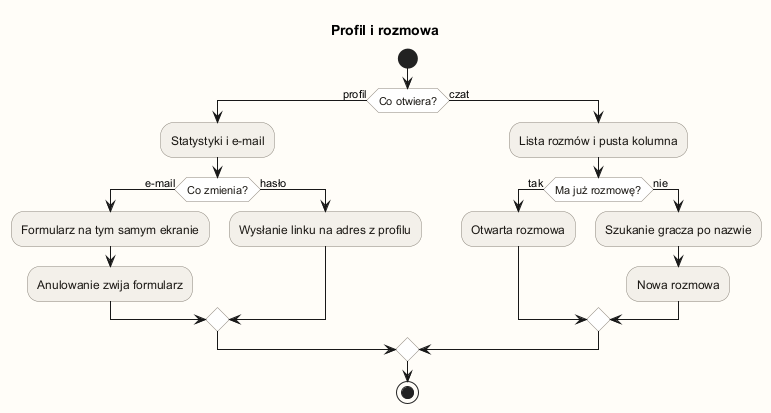 Profil i rozmowa
profil
Co otwiera?
czat
Statystyki i e-mail
Lista rozmów i pusta kolumna
e-mail
Co zmienia?
hasło
tak
Ma już rozmowę?
nie
Formularz na tym samym ekranie
Wysłanie linku na adres z profilu
Otwarta rozmowa
Szukanie gracza po nazwie
Anulowanie zwija formularz
Nowa rozmowa